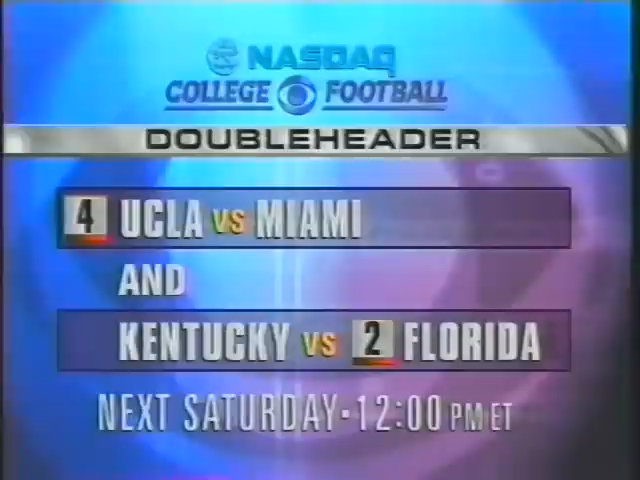 NASDAQ
COLLEGE FOOTBALL
DOUBLEHEADER
4 UCLA vs MIAMI
AND
KENTUCKY vs 2 FLORIDA
NEXT SATURDAY•12:00 PM ET